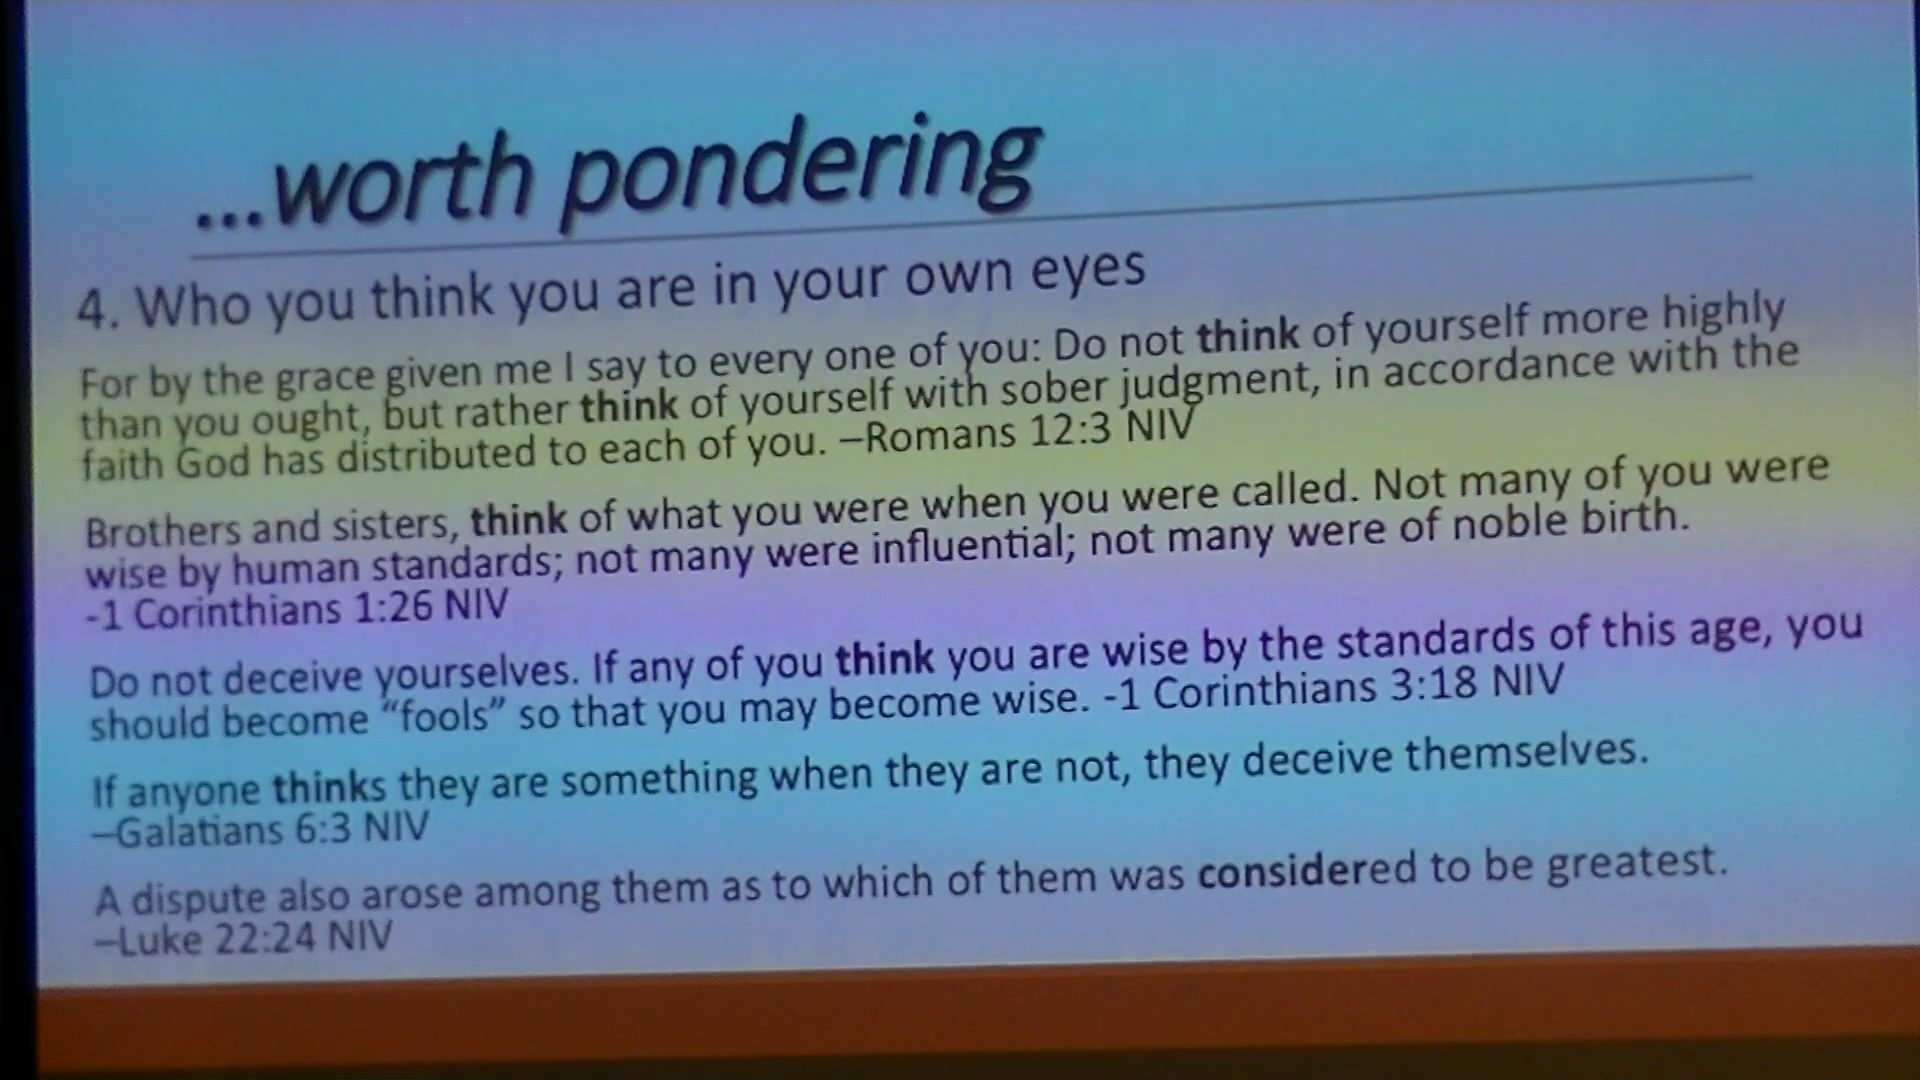 ...worth pondering
4. Who you think you are in your own eyes
For by the grace given me I say to every one of you: Do not think of yourself more highly
than you ought, but rather think of yourself with sober judgment, in accordance with the
faith God has distributed to each of you. –Romans 12:3 NIV
Brothers and sisters, think of what you were when you were called. Not many of you were
wise by human standards; not many were influential; not many were of noble birth.
-1 Corinthians 1:26 NIV
Do not deceive yourselves. If any of you think you are wise by the standards of this age, you
should become “fools” so that you may become wise. -1 Corinthians 3:18 NIV
If anyone thinks they are something when they are not, they deceive themselves.
–Galatians 6:3 NIV
A dispute also arose among them as to which of them was considered to be greatest.
–Luke 22:24 NIV